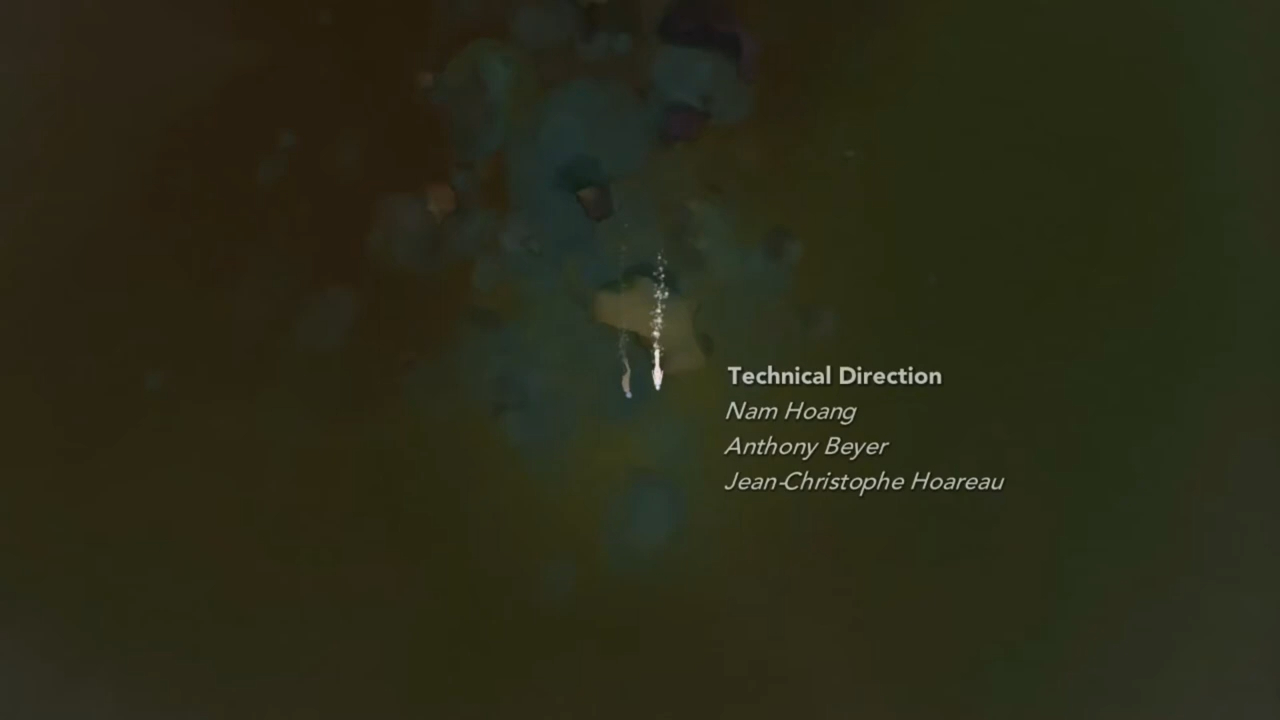 Technical Direction
Nam Hoang
Anthony Beyer
Jean-Christophe Hoareau